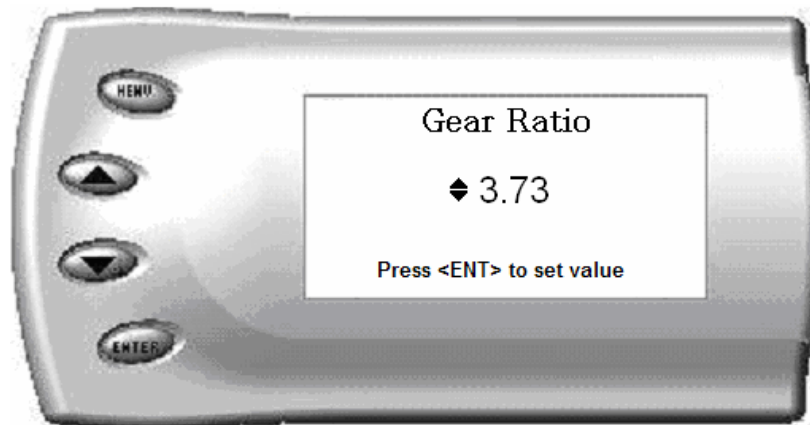 MENU
Gear Ratio
3.73
Press <ENT> to set value
ENTER